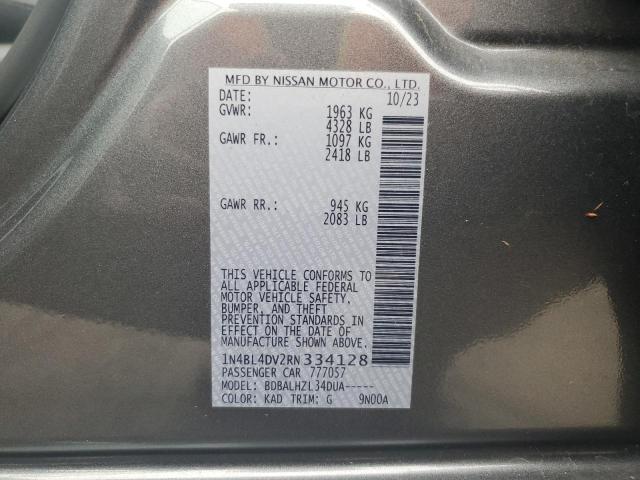 MFD BY NISSAN MOTOR CO., LTD.
DATE: 10/23
GVWR: 1963 KG
4328 LB
GAWR FR.: 1097 KG
2418 LB
GAWR RR.: 945 KG
2083 LB
THIS VEHICLE CONFORMS TO
ALL APPLICABLE FEDERAL
MOTOR VEHICLE SAFETY,
BUMPER, AND THEFT
PREVENTION STANDARDS IN
EFFECT ON THE DATE OF
MANUFACTURE SHOWN ABOVE.
1N4BL4DV2RN334128
PASSENGER CAR 777057
MODEL: BDBALHZL34DUA-----
COLOR: KAD TRIM: G 9N00A